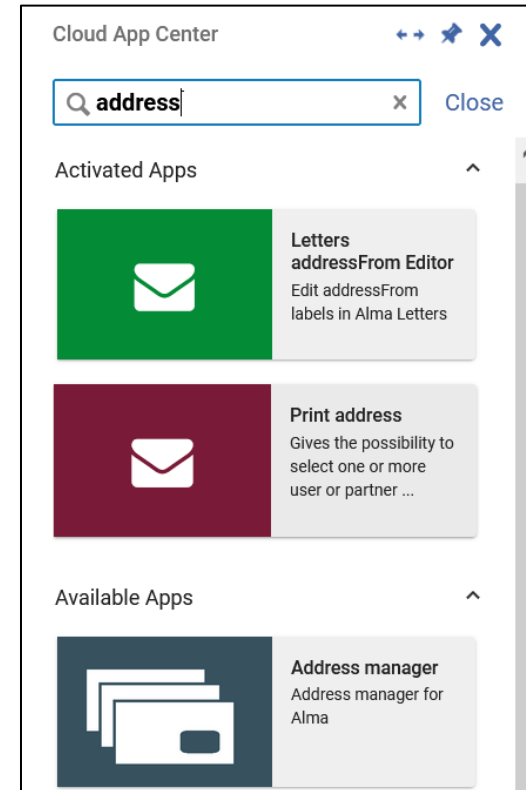 Cloud App Center
address
Close
Activated Apps
Letters
addressFrom Editor
Edit addressFrom
labels in Alma Letters
Print address
Gives the possibility to
select one or more
user or partner ...
Available Apps
Address manager
Address manager for
Alma